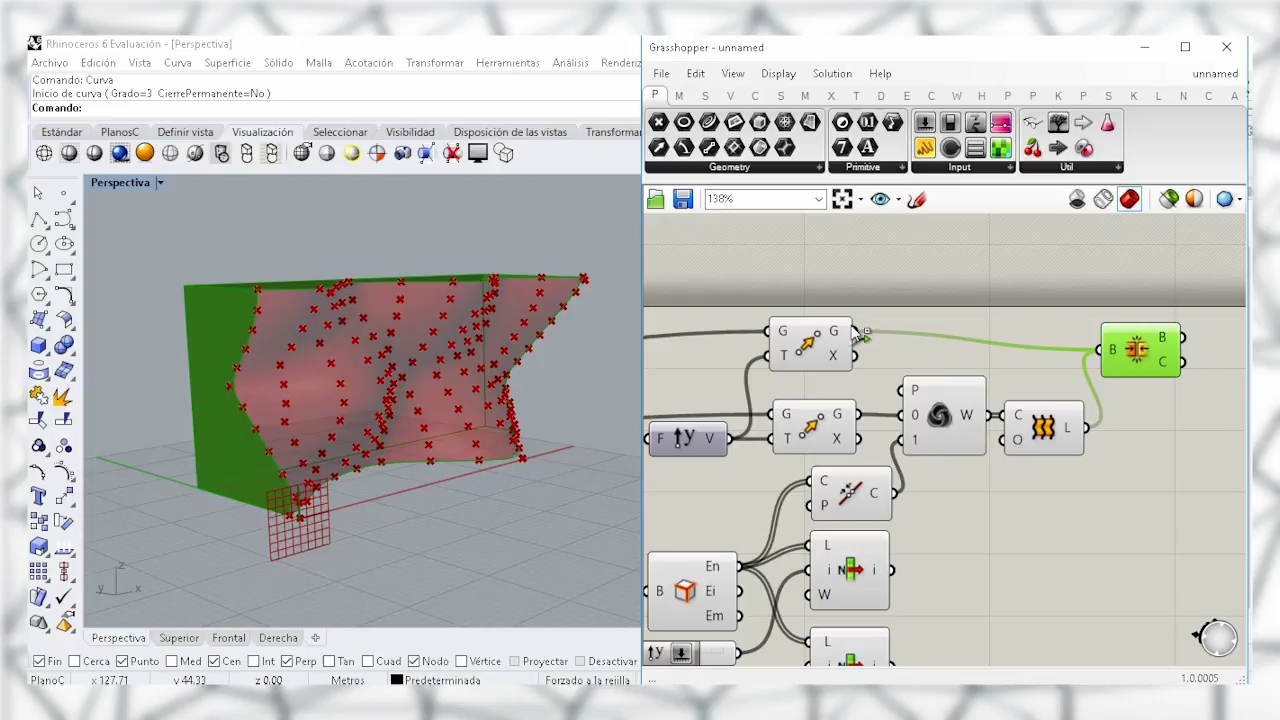 Rhinoceros 6 Evaluación - [Perspectiva]
Archivo Edición Vista Curva Superficie Sólido Malla Acotación Transformar Herramientas Análisis Renderiz
Comando: Curva
Inicio de curva ( Grado=3 CierrePermanente=No )
Comando:
Estándar PlanosC Definir vista Visualizac Seleccionar Visibilidad Disposición de las v Transforma
Perspectiva
z
y x
Perspectiva Superior Frontal Derecha
Fin Cerca Punto Med Cen Int Perp Tan Cuad Nodo Vértice Proyectar Desactivar
PlanoC x 127.71 y 44.33 z 0.00 Metros Predeterminada Forzado a la rejilla
Grasshopper - unnamed
File Edit View Display Solution Help unnamed
P M S V C S M X T D E C W H L F C K P S K L N C A
Geometry Primitive Input Util
138%
G G
T X
B B
C
G G
T X
F V
P
0 W
1
C L
O
C C
P
L
i i
W
En
B Ei
Em
L
...
1.0.0005